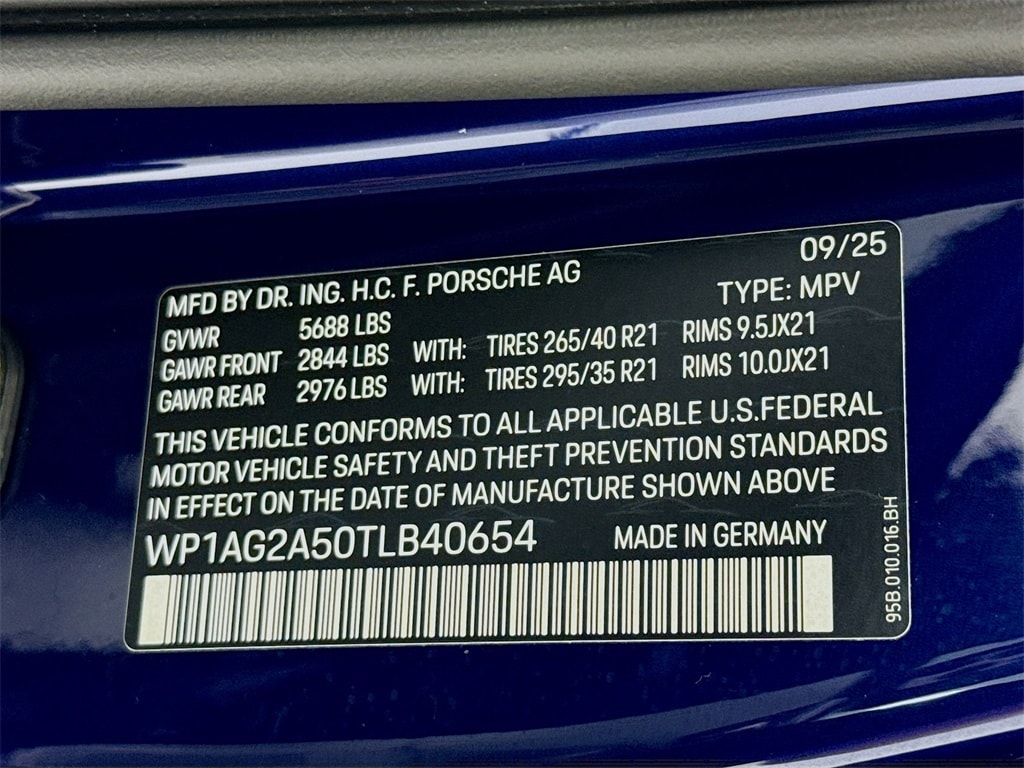 09/25
MFD BY DR. ING. H.C. F. PORSCHE AG
TYPE: MPV
GVWR 5688 LBS
GAWR FRONT 2844 LBS WITH: TIRES 265/40 R21 RIMS 9.5JX21
GAWR REAR 2976 LBS WITH: TIRES 295/35 R21 RIMS 10.0JX21
THIS VEHICLE CONFORMS TO ALL APPLICABLE U.S.FEDERAL
MOTOR VEHICLE SAFETY AND THEFT PREVENTION STANDARDS
IN EFFECT ON THE DATE OF MANUFACTURE SHOWN ABOVE
WP1AG2A50TLB40654 MADE IN GERMANY
95B.010.016.BH